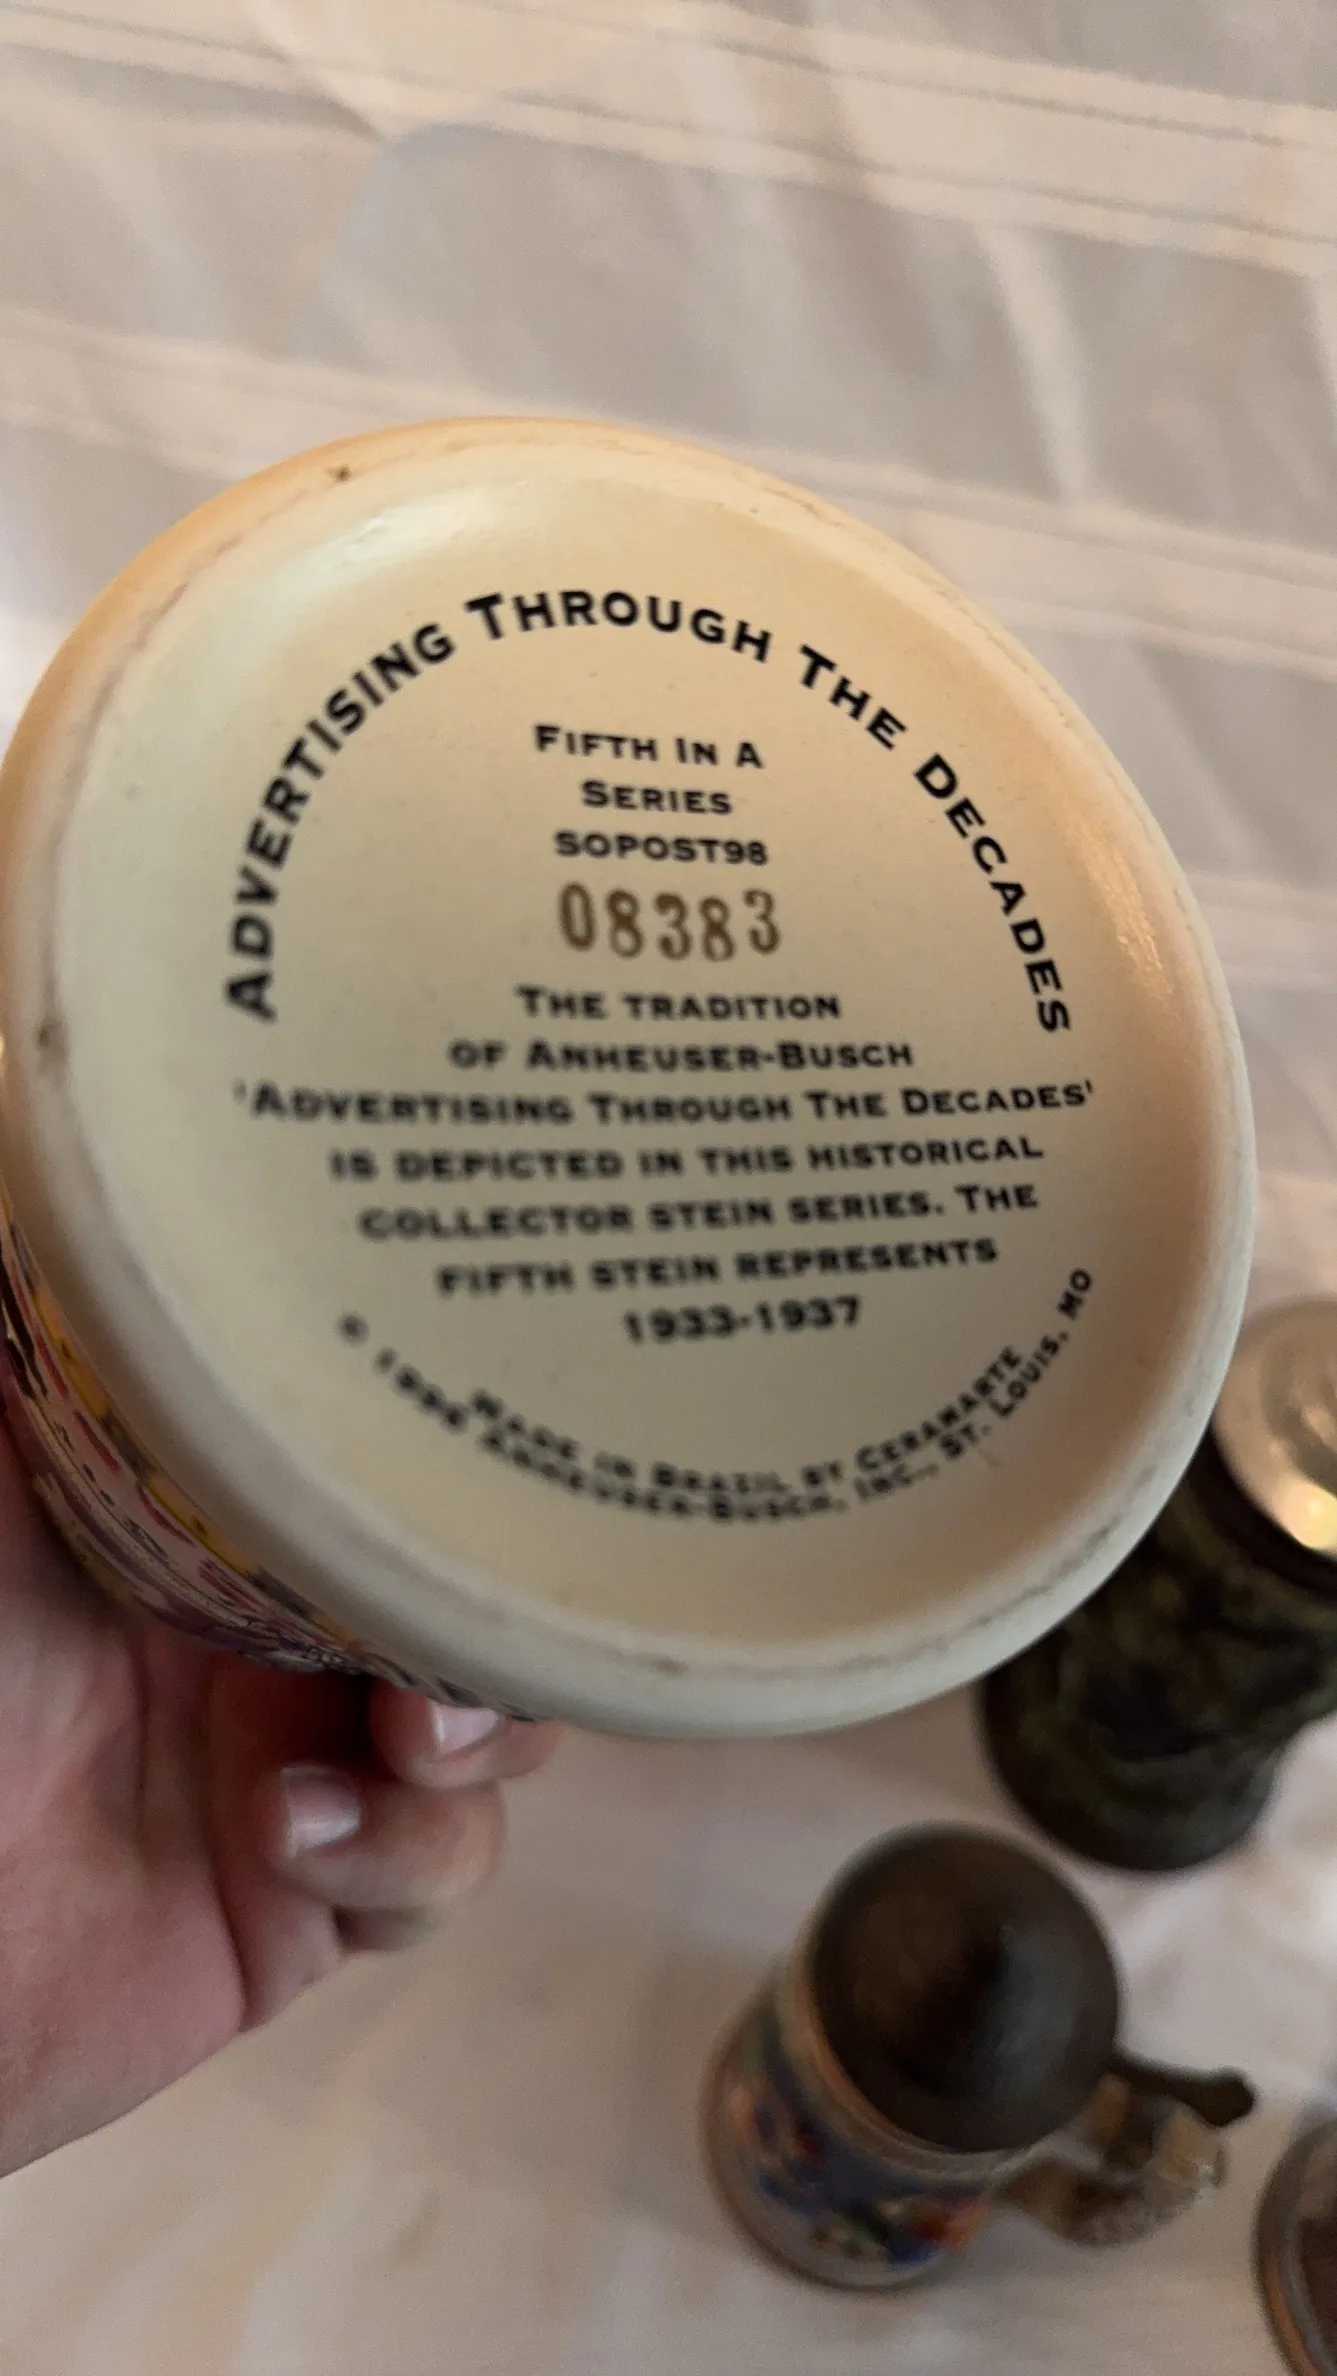 ADVERTISING THROUGH THE DECADES
FIFTH IN A
SERIES
SOPOST98
08383
THE TRADITION
OF ANHEUSER-BUSCH
'ADVERTISING THROUGH THE DECADES'
IS DEPICTED IN THIS HISTORICAL
COLLECTOR STEIN SERIES. THE
FIFTH STEIN REPRESENTS
1933-1937
MADE IN BRAZIL BY CERAMARTE
© ANHEUSER-BUSCH, INC., ST. LOUIS, MO